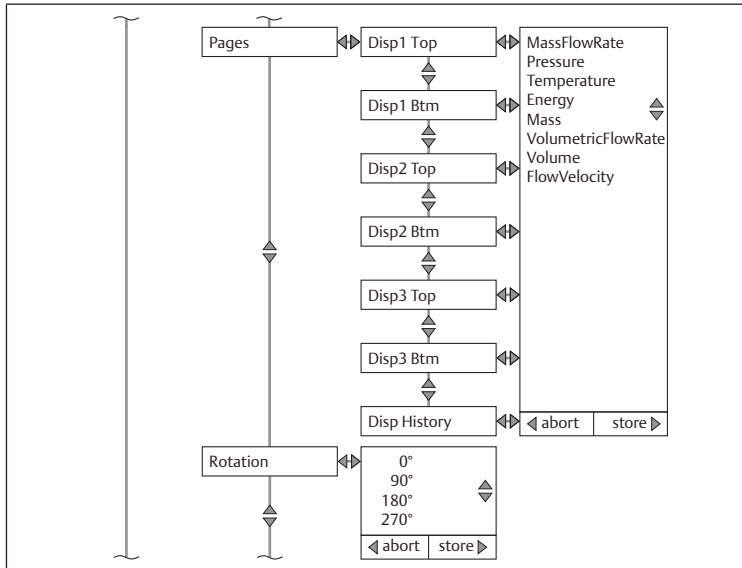 Pages
Disp1 Top
Disp1 Btm
Disp2 Top
Disp2 Btm
Disp3 Top
Disp3 Btm
Disp History
MassFlowRate
Pressure
Temperature
Energy
Mass
VolumetricFlowRate
Volume
FlowVelocity
abort store
Rotation
0°
90°
180°
270°
abort store